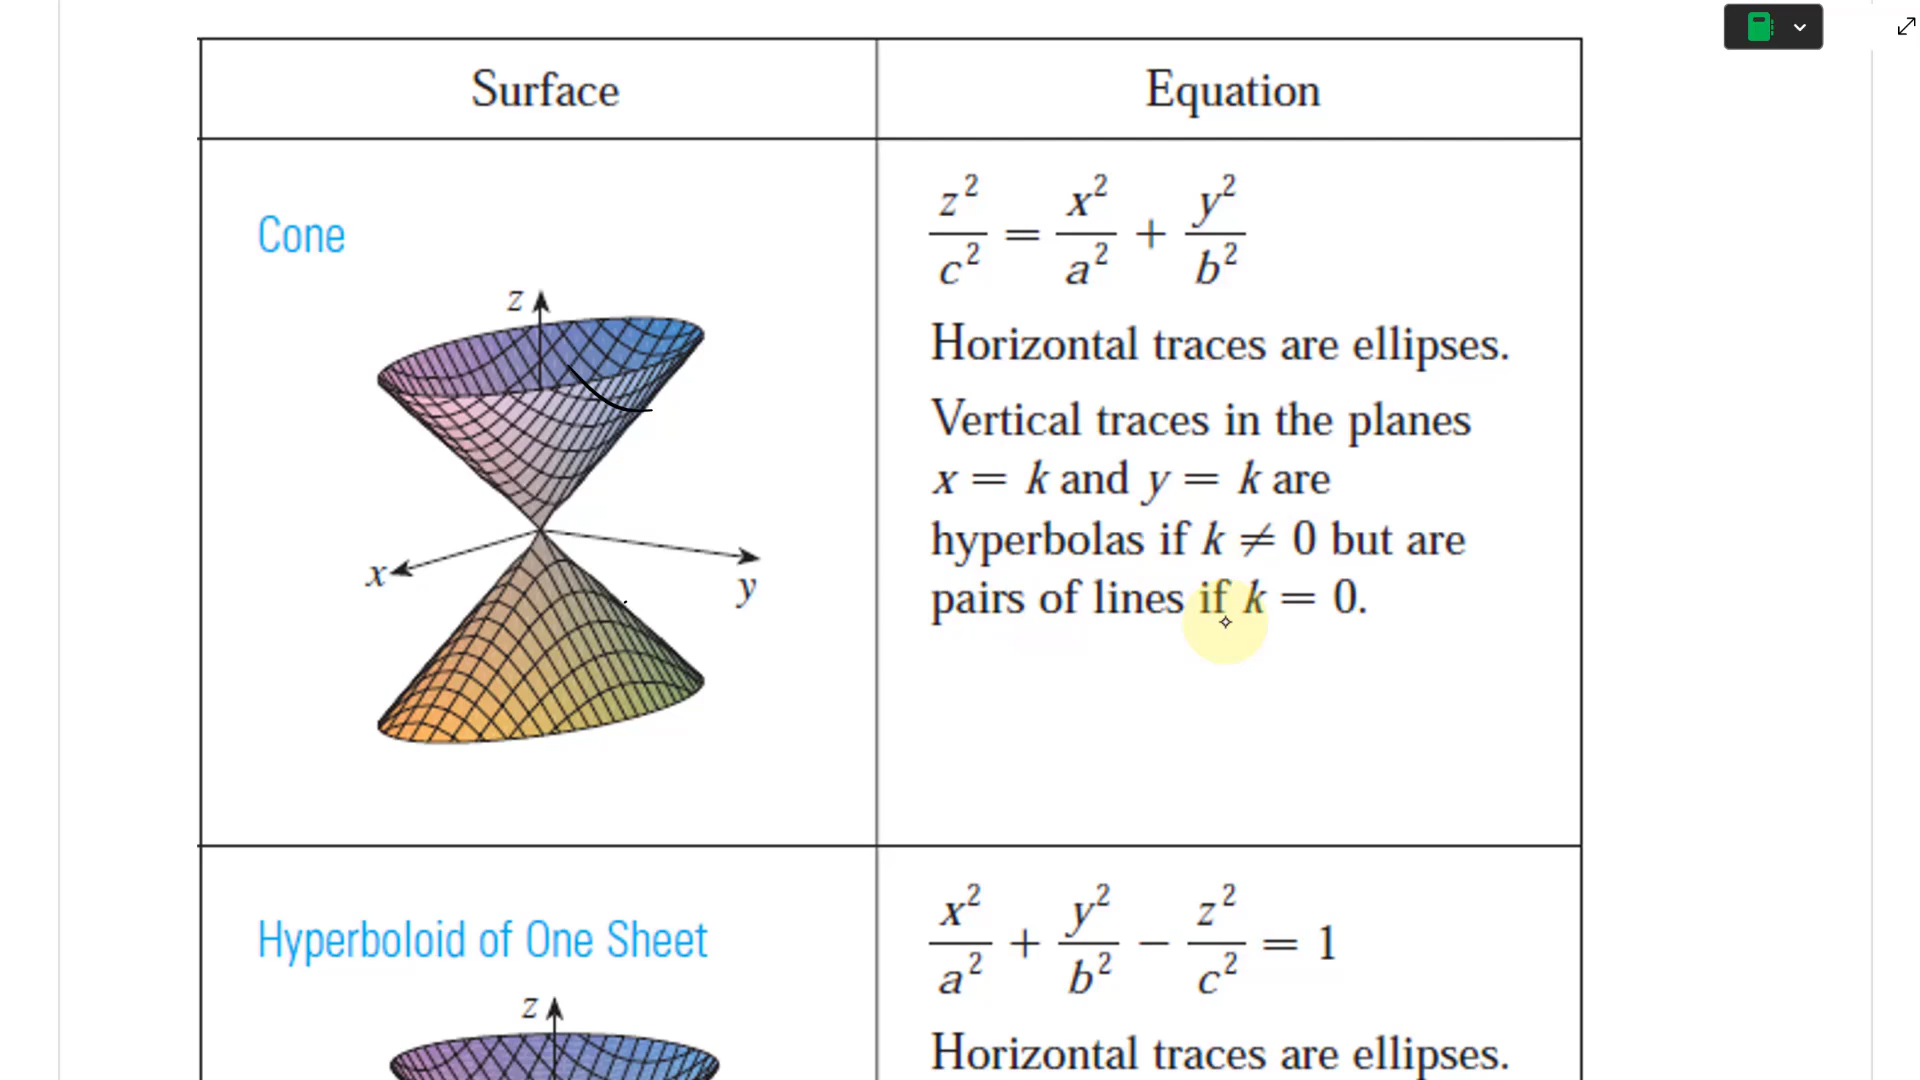 Surface
Equation
Cone
z²/c² = x²/a² + y²/b²
Horizontal traces are ellipses.
Vertical traces in the planes
x = k and y = k are
hyperbolas if k ≠ 0 but are
pairs of lines if k = 0.
z
x
y
Hyperboloid of One Sheet
x²/a² + y²/b² − z²/c² = 1
Horizontal traces are ellipses.
z